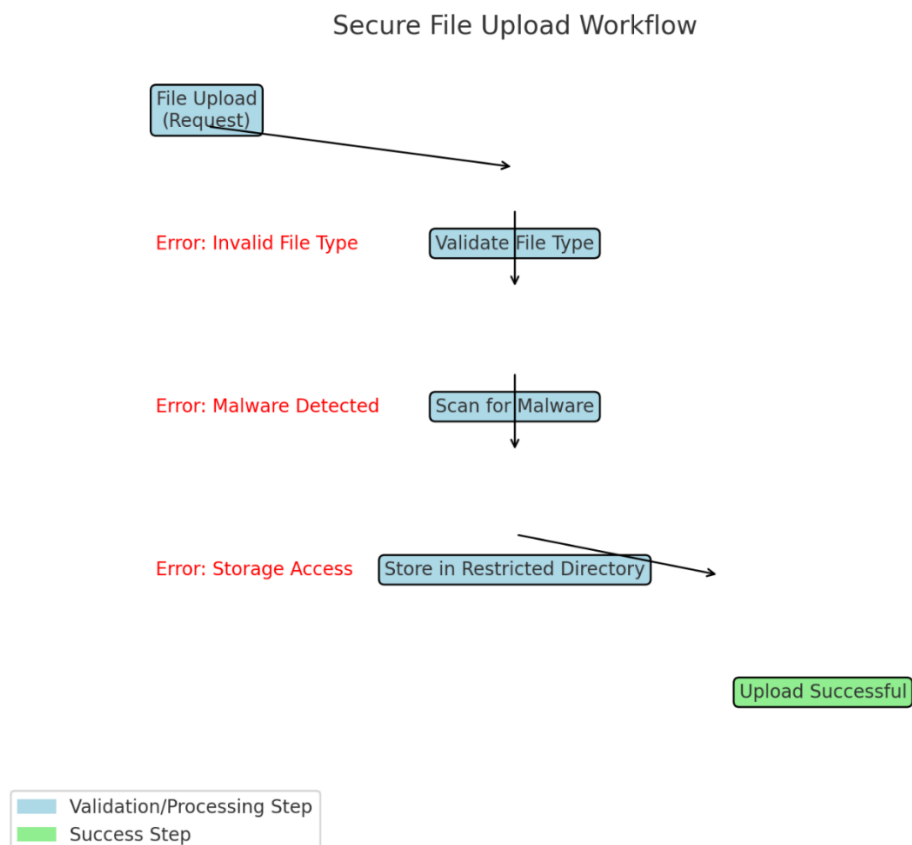 Secure File Upload Workflow
File Upload
(Request)
Error: Invalid File Type
Validate File Type
Error: Malware Detected
Scan for Malware
Error: Storage Access
Store in Restricted Directory
Upload Successful
Validation/Processing Step
Success Step